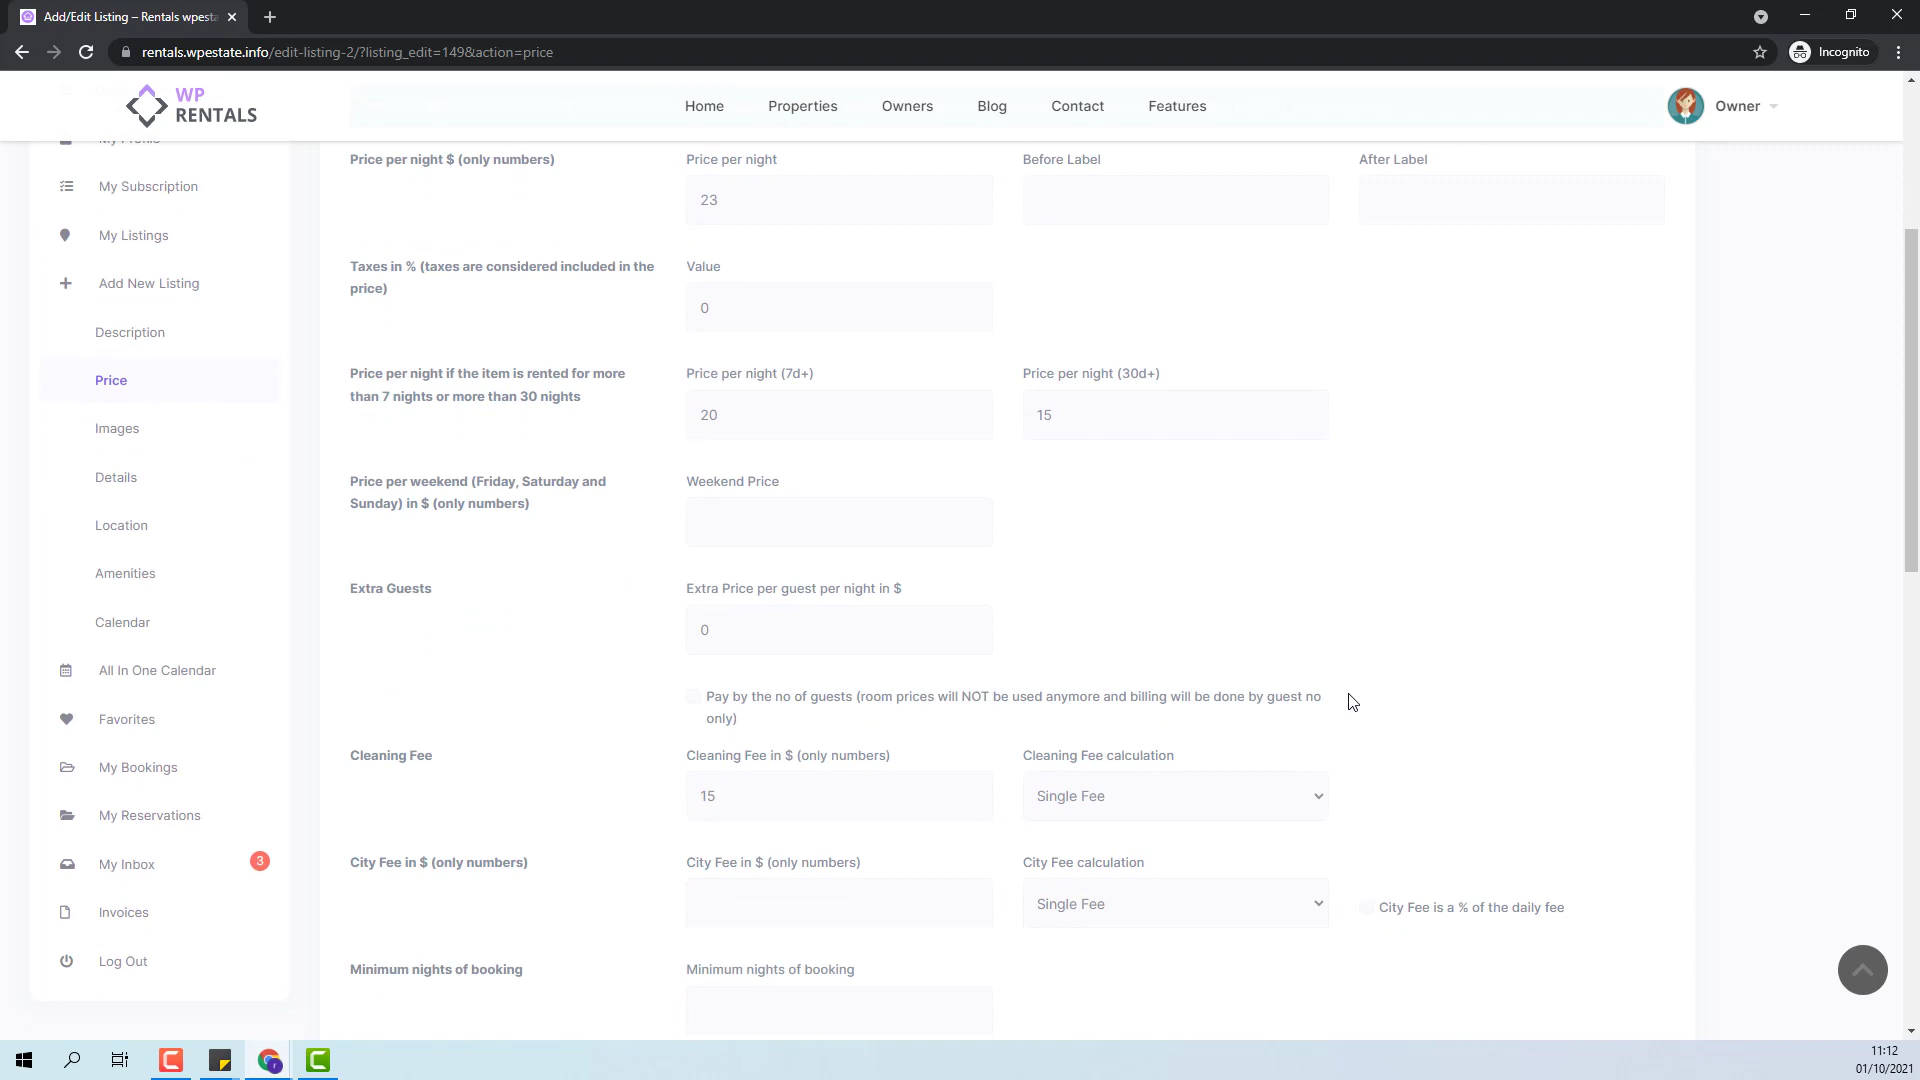 Add/Edit Listing – Rentals wpesta
rentals.wpestate.info/edit-listing-2/?listing_edit=149&action=price
Incognito
WP
RENTALS
Home
Properties
Owners
Blog
Contact
Features
Owner
My Profile
My Subscription
My Listings
Add New Listing
Description
Price
Images
Details
Location
Amenities
Calendar
All In One Calendar
Favorites
My Bookings
My Reservations
My Inbox
3
Invoices
Log Out
Price per night $ (only numbers)
Price per night
Before Label
After Label
23
Taxes in % (taxes are considered included in the
price)
Value
0
Price per night if the item is rented for more
than 7 nights or more than 30 nights
Price per night (7d+)
Price per night (30d+)
20
15
Price per weekend (Friday, Saturday and
Sunday) in $ (only numbers)
Weekend Price
Extra Guests
Extra Price per guest per night in $
0
Pay by the no of guests (room prices will NOT be used anymore and billing will be done by guest no
only)
Cleaning Fee
Cleaning Fee in $ (only numbers)
Cleaning Fee calculation
15
Single Fee
City Fee in $ (only numbers)
City Fee in $ (only numbers)
City Fee calculation
Single Fee
City Fee is a % of the daily fee
Minimum nights of booking
Minimum nights of booking
11:12
01/10/2021